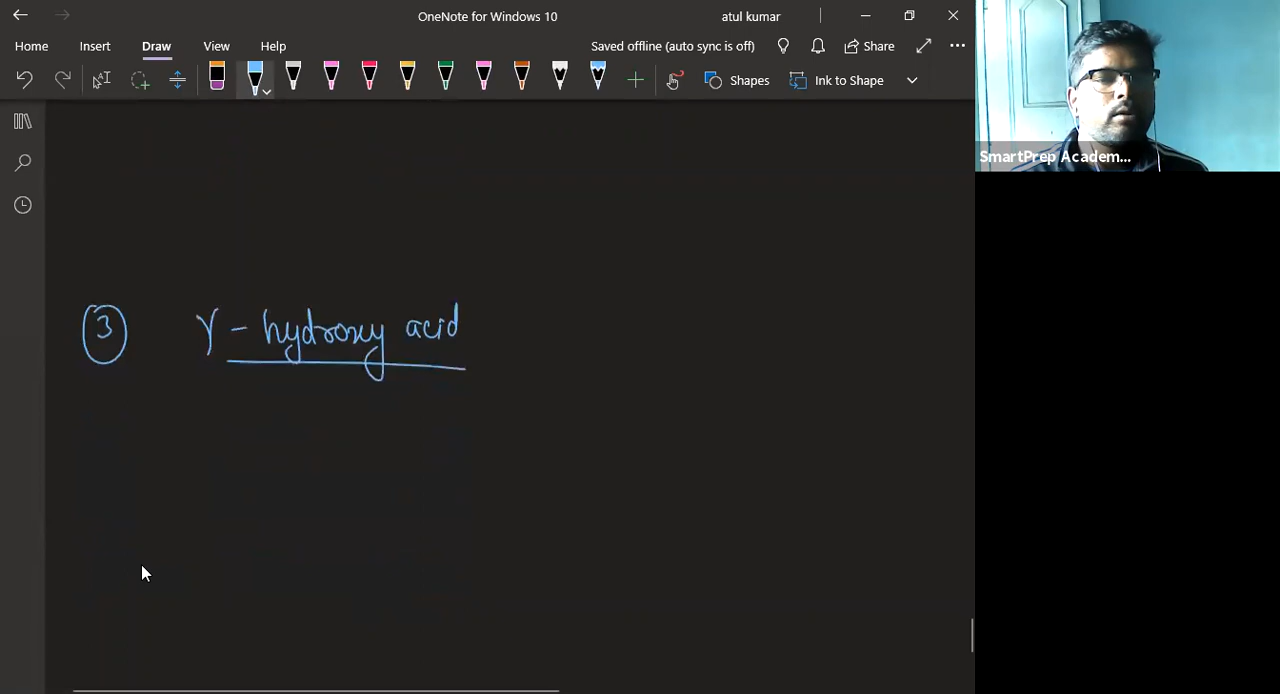 OneNote for Windows 10
atul kumar
Home Insert Draw View Help
Saved offline (auto sync is off)
Share
Shapes
Ink to Shape
SmartPrep Academ...
3 γ - hydroxy acid